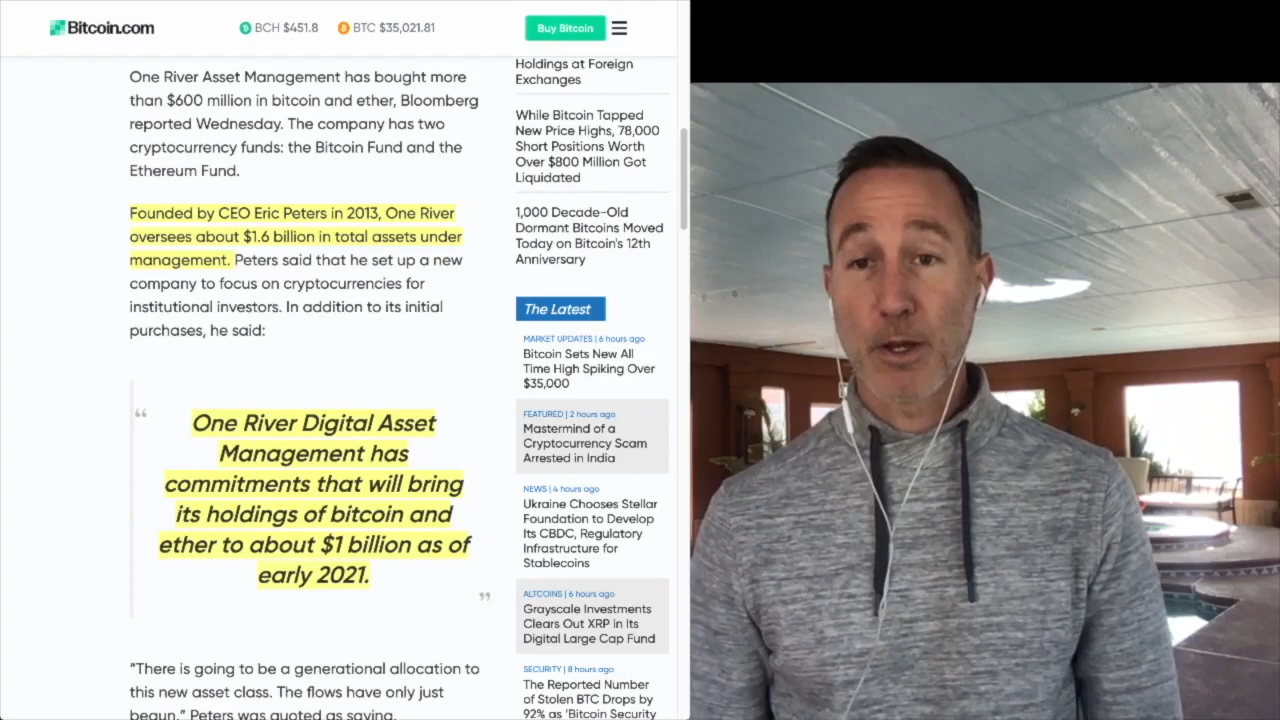 Bitcoin.com
BCH $451.8
BTC $35,021.81
Buy Bitcoin
One River Asset Management has bought more
than $600 million in bitcoin and ether, Bloomberg
reported Wednesday. The company has two
cryptocurrency funds: the Bitcoin Fund and the
Ethereum Fund.
Founded by CEO Eric Peters in 2013, One River
oversees about $1.6 billion in total assets under
management. Peters said that he set up a new
company to focus on cryptocurrencies for
institutional investors. In addition to its initial
purchases, he said:
“
One River Digital Asset
Management has
commitments that will bring
its holdings of bitcoin and
ether to about $1 billion as of
early 2021.
”
“There is going to be a generational allocation to
this new asset class. The flows have only just
begun,” Peters was quoted as saying.
Holdings at Foreign
Exchanges
While Bitcoin Tapped
New Price Highs, 78,000
Short Positions Worth
Over $800 Million Got
Liquidated
1,000 Decade-Old
Dormant Bitcoins Moved
Today on Bitcoin's 12th
Anniversary
The Latest
MARKET UPDATES | 6 hours ago
Bitcoin Sets New All
Time High Spiking Over
$35,000
FEATURED | 2 hours ago
Mastermind of a
Cryptocurrency Scam
Arrested in India
NEWS | 4 hours ago
Ukraine Chooses Stellar
Foundation to Develop
Its CBDC, Regulatory
Infrastructure for
Stablecoins
ALTCOINS | 6 hours ago
Grayscale Investments
Clears Out XRP in Its
Digital Large Cap Fund
SECURITY | 8 hours ago
The Reported Number
of Stolen BTC Drops by
92% as 'Bitcoin Security